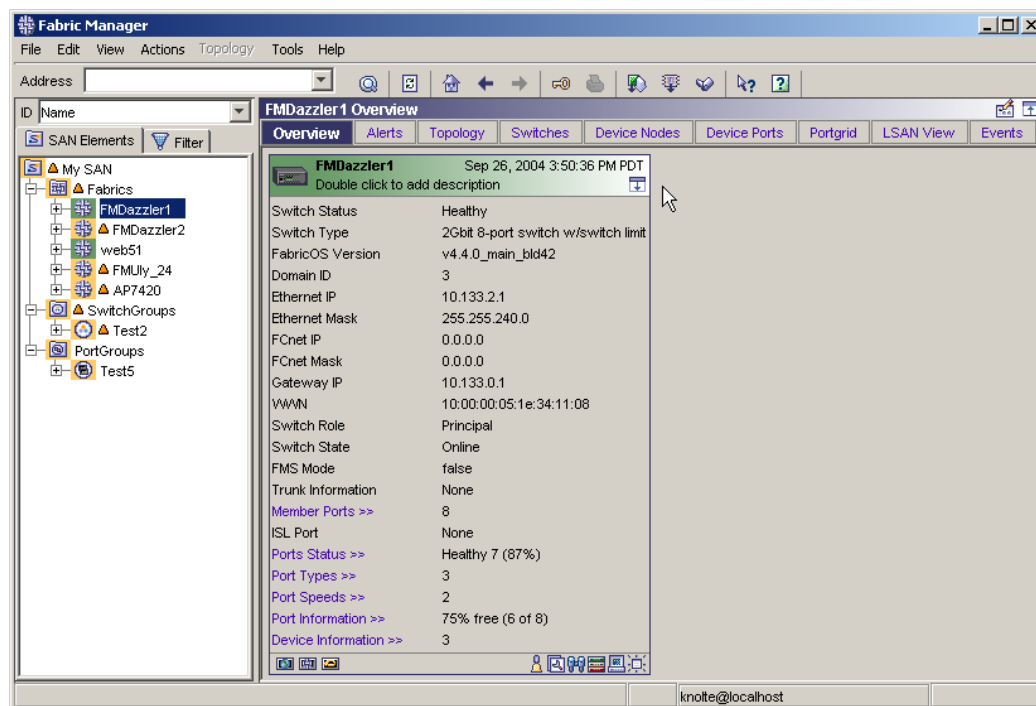 Fabric Manager
File Edit View Actions Topology Tools Help
Address
ID Name
FMDazzler1 Overview
SAN Elements Filter
Overview Alerts Topology Switches Device Nodes Device Ports Portgrid LSAN View Events
My SAN
Fabrics
FMDazzler1
FMDazzler2
web51
FMUly_24
AP7420
SwitchGroups
Test2
PortGroups
Test5
FMDazzler1 Sep 26, 2004 3:50:36 PM PDT
Double click to add description
Switch Status Healthy
Switch Type 2Gbit 8-port switch w/switch limit
FabricOS Version v4.4.0_main_bld42
Domain ID 3
Ethernet IP 10.133.2.1
Ethernet Mask 255.255.240.0
FCnet IP 0.0.0.0
FCnet Mask 0.0.0.0
Gateway IP 10.133.0.1
WWN 10:00:00:05:1e:34:11:08
Switch Role Principal
Switch State Online
FMS Mode false
Trunk Information None
Member Ports >> 8
ISL Port None
Ports Status >> Healthy 7 (87%)
Port Types >> 3
Port Speeds >> 2
Port Information >> 75% free (6 of 8)
Device Information >> 3
knolte@localhost